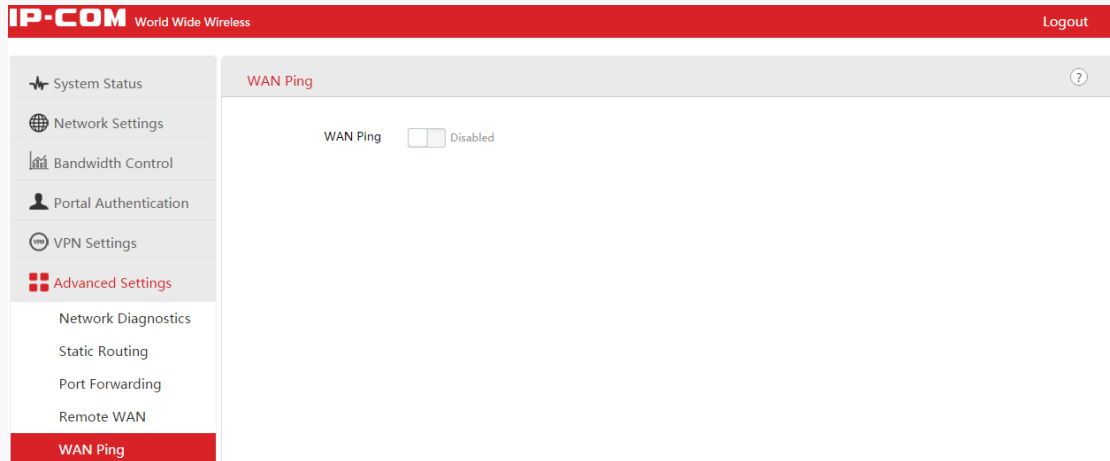 IP-COM World Wide Wireless
Logout
System Status
Network Settings
Bandwidth Control
Portal Authentication
VPN
VPN Settings
Advanced Settings
Network Diagnostics
Static Routing
Port Forwarding
Remote WAN
WAN Ping
WAN Ping
?
WAN Ping
Disabled